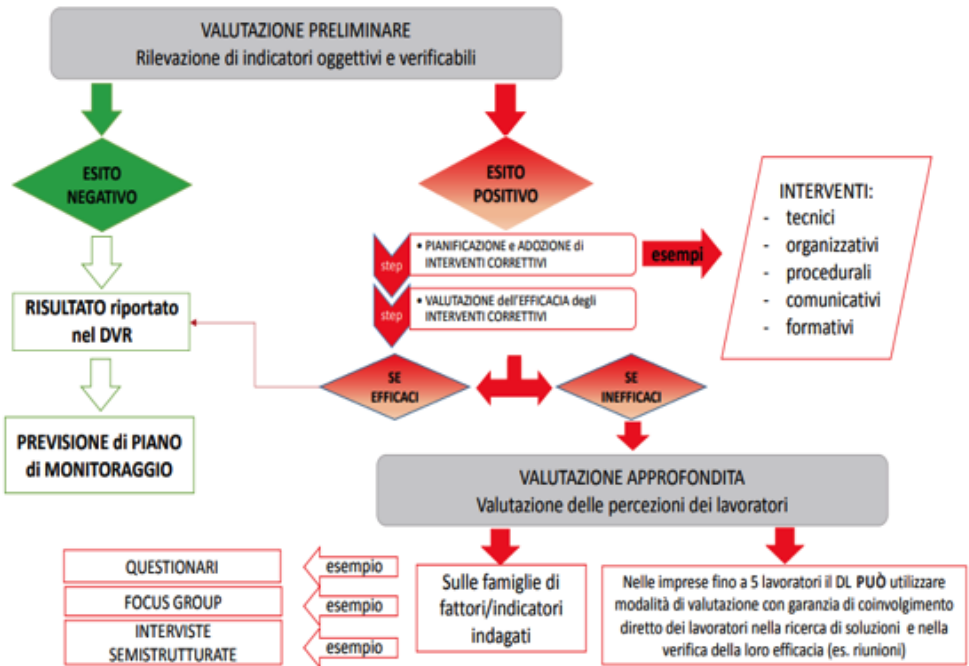 VALUTAZIONE PRELIMINARE
Rilevazione di indicatori oggettivi e verificabili
ESITO
NEGATIVO
ESITO
POSITIVO
INTERVENTI:
- tecnici
- organizzativi
- procedurali
- comunicativi
- formativi
step
• PIANIFICAZIONE e ADOZIONE di
INTERVENTI CORRETTIVI
esempi
step
• VALUTAZIONE dell'EFFICACIA degli
INTERVENTI CORRETTIVI
RISULTATO riportato
nel DVR
SE
EFFICACI
SE
INEFFICACI
PREVISIONE di PIANO
di MONITORAGGIO
VALUTAZIONE APPROFONDITA
Valutazione delle percezioni dei lavoratori
QUESTIONARI
esempio
FOCUS GROUP
esempio
INTERVISTE
SEMISTRUTTURATE
esempio
Sulle famiglie di
fattori/indicatori
indagati
Nelle imprese fino a 5 lavoratori il DL PUÒ utilizzare
modalità di valutazione con garanzia di coinvolgimento
diretto dei lavoratori nella ricerca di soluzioni e nella
verifica della loro efficacia (es. riunioni)